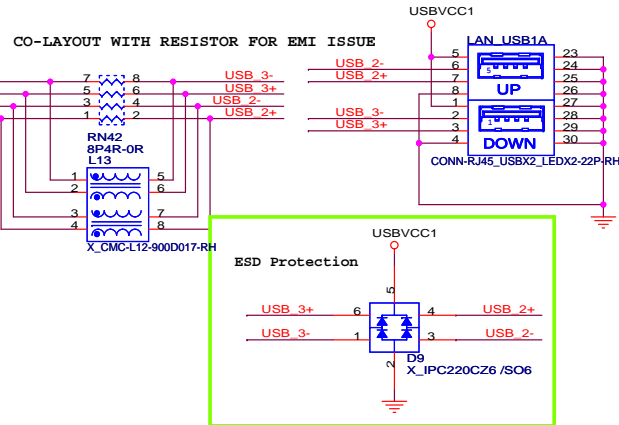 USBVCC1
CO-LAYOUT WITH RESISTOR FOR EMI ISSUE
LAN_USB1A
7 8 USB_3-
5 6 USB_3+
3 4 USB_2-
1 2 USB_2+
RN42
8P4R-0R
L13
1 5
2 6
3 7
4 8
X_CMC-L12-900D017-RH
5 23
USB_2- 6 24
USB_2+ 7 25
8 26
5
UP
1 27
USB_3- 2 28
USB_3+ 3 29
4 30
1
DOWN
CONN-RJ45_USBX2_LEDX2-22P-RH
USBVCC1
ESD Protection
5
USB_3+ 6 4 USB_2+
USB_3- 1 3 USB_2-
2
D9
X_IPC220CZ6 /SO6